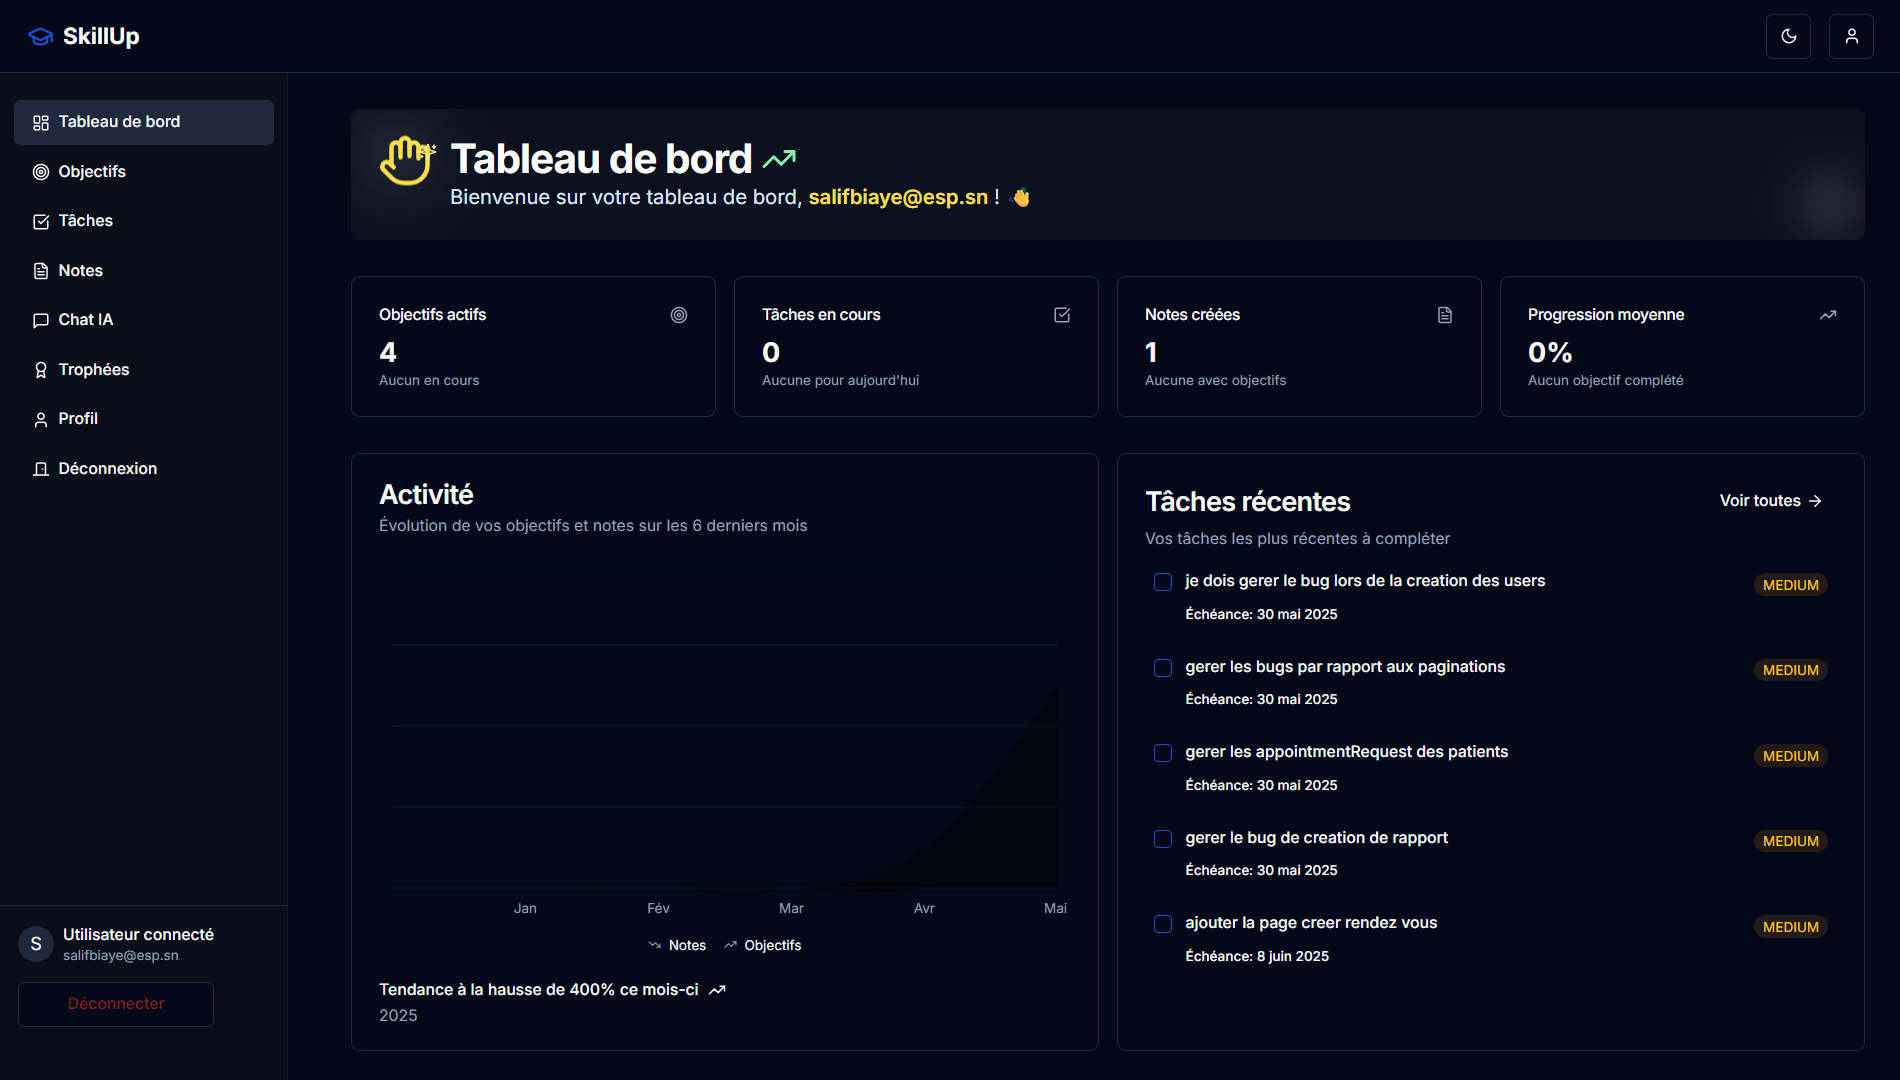 SkillUp
Tableau de bord
Objectifs
Tâches
Notes
Chat IA
Trophées
Profil
Déconnexion
Utilisateur connecté
S
salifbiaye@esp.sn
Déconnecter
Tableau de bord
Bienvenue sur votre tableau de bord, salifbiaye@esp.sn ! 👋
Objectifs actifs
4
Aucun en cours
Tâches en cours
0
Aucune pour aujourd'hui
Notes créées
1
Aucune avec objectifs
Progression moyenne
0%
Aucun objectif complété
Activité
Évolution de vos objectifs et notes sur les 6 derniers mois
Jan Fév Mar Avr Mai
Notes Objectifs
Tendance à la hausse de 400% ce mois-ci
2025
Tâches récentes
Voir toutes
Vos tâches les plus récentes à compléter
je dois gerer le bug lors de la creation des users
MEDIUM
Échéance: 30 mai 2025
gerer les bugs par rapport aux paginations
MEDIUM
Échéance: 30 mai 2025
gerer les appointmentRequest des patients
MEDIUM
Échéance: 30 mai 2025
gerer le bug de creation de rapport
MEDIUM
Échéance: 30 mai 2025
ajouter la page creer rendez vous
MEDIUM
Échéance: 8 juin 2025